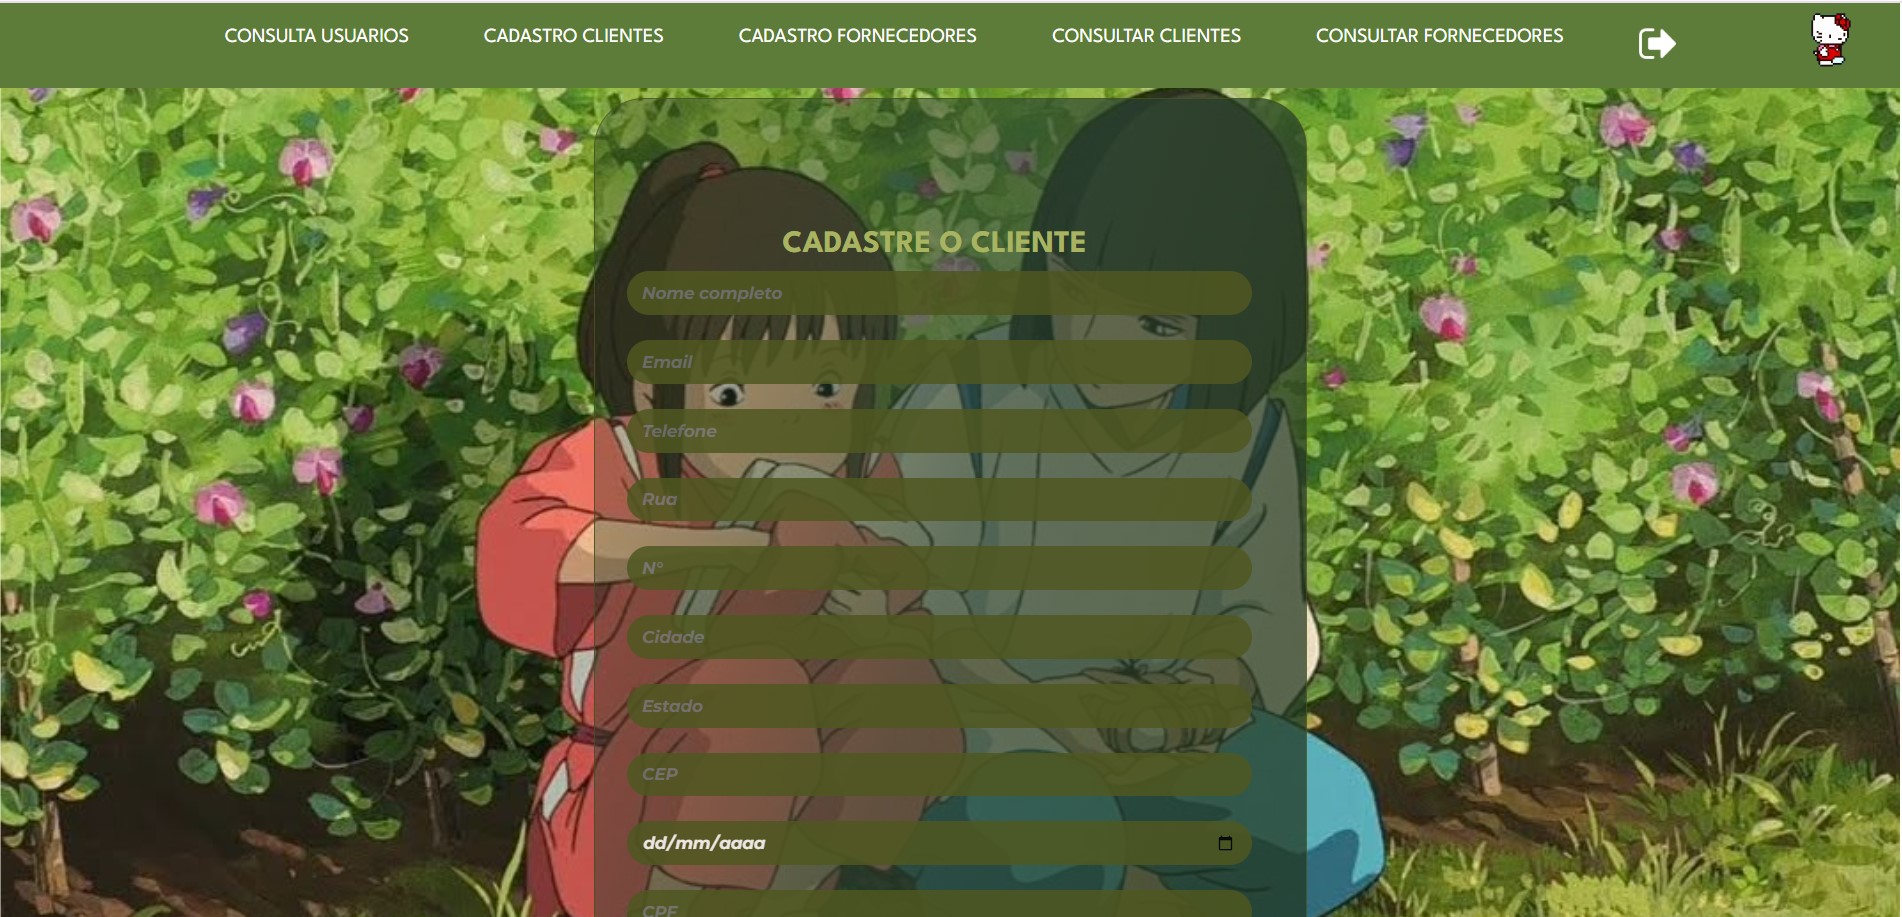 CONSULTA USUARIOS CADASTRO CLIENTES CADASTRO FORNECEDORES CONSULTAR CLIENTES CONSULTAR FORNECEDORES
CADASTRE O CLIENTE
Nome completo
Email
Telefone
Rua
N°
Cidade
Estado
CEP
dd/mm/aaaa
CPF